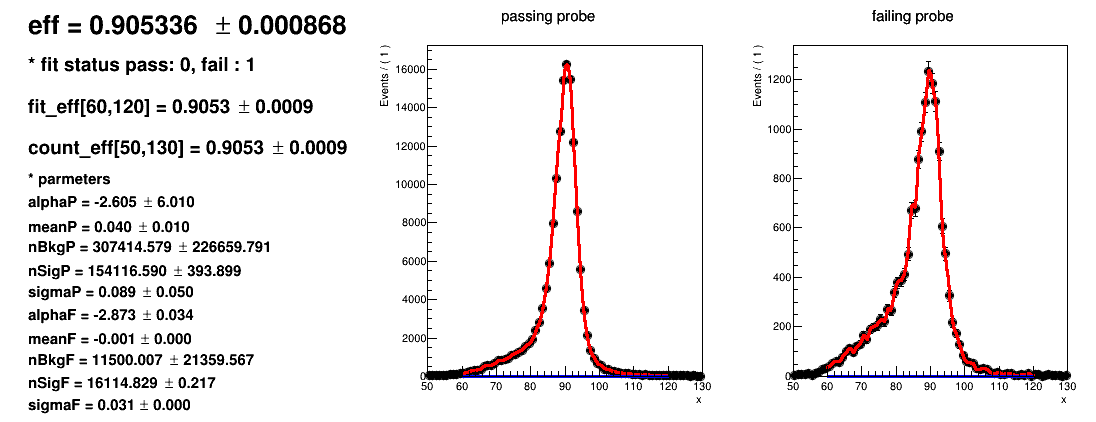 eff = 0.905336 ± 0.000868
* fit status pass: 0, fail : 1
fit_eff[60,120] = 0.9053 ± 0.0009
count_eff[50,130] = 0.9053 ± 0.0009
* parmeters
alphaP = -2.605 ± 6.010
meanP = 0.040 ± 0.010
nBkgP = 307414.579 ± 226659.791
nSigP = 154116.590 ± 393.899
sigmaP = 0.089 ± 0.050
alphaF = -2.873 ± 0.034
meanF = -0.001 ± 0.000
nBkgF = 11500.007 ± 21359.567
nSigF = 16114.829 ± 0.217
sigmaF = 0.031 ± 0.000
passing probe
Events / ( 1 )
16000
14000
12000
10000
8000
6000
4000
2000
0
50 60 70 80 90 100 110 120 130
x
failing probe
Events / ( 1 )
1200
1000
800
600
400
200
0
50 60 70 80 90 100 110 120 130
x